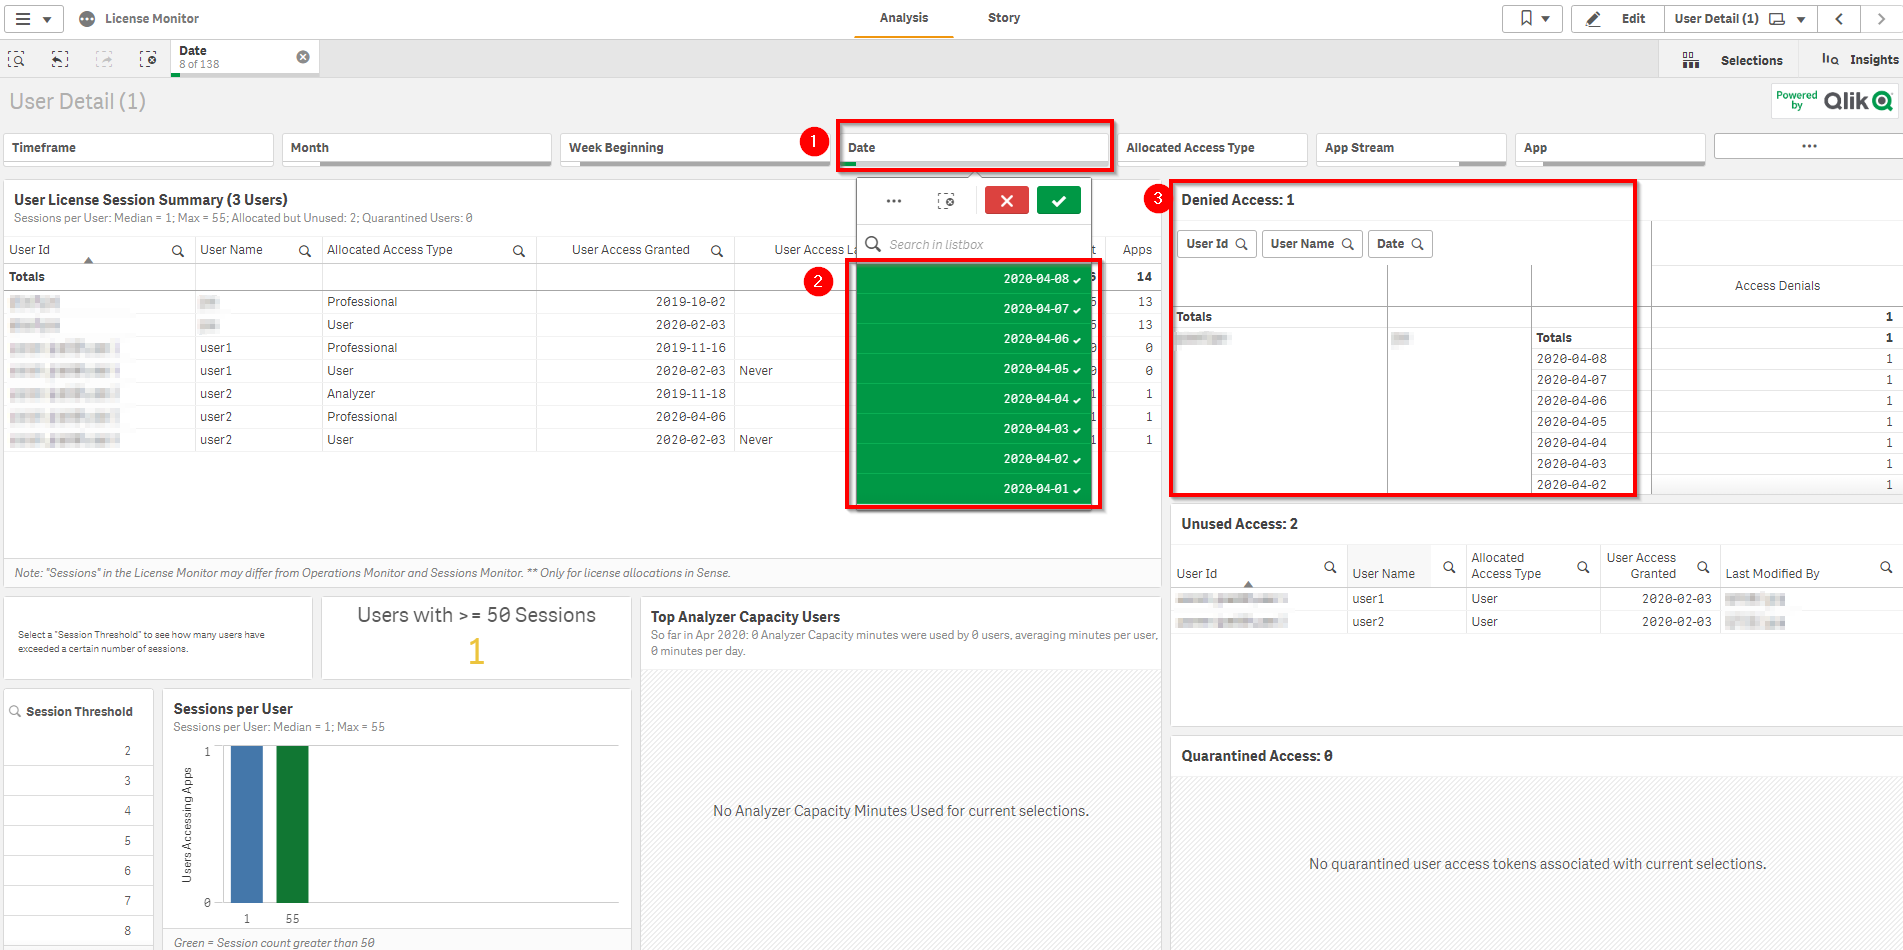 License Monitor
Analysis
Story
Edit
User Detail (1)
Date
8 of 138
Selections
Insights
User Detail (1)
Powered by Qlik
Timeframe
Month
Week Beginning
1
Date
Allocated Access Type
App Stream
App
...
User License Session Summary (3 Users)
Sessions per User: Median = 1; Max = 55; Allocated but Unused: 2; Quarantined Users: 0
User Id User Name Allocated Access Type User Access Granted User Access La t Apps
Totals 6 14
Professional 2019-10-02 5 13
User 2020-02-03 5 13
user1 Professional 2019-11-16 0 0
user1 User 2020-02-03 Never 0 0
user2 Analyzer 2019-11-18 1 1
user2 Professional 2020-04-06 1 1
user2 User 2020-02-03 Never 1 1
Note: "Sessions" in the License Monitor may differ from Operations Monitor and Sessions Monitor. ** Only for license allocations in Sense.
...
Search in listbox
2
2020-04-08
2020-04-07
2020-04-06
2020-04-05
2020-04-04
2020-04-03
2020-04-02
2020-04-01
3
Denied Access: 1
User Id User Name Date
Access Denials
Totals 1
Totals 1
2020-04-08 1
2020-04-07 1
2020-04-06 1
2020-04-05 1
2020-04-04 1
2020-04-03 1
2020-04-02 1
Unused Access: 2
User Id User Name Allocated Access Type User Access Granted Last Modified By
user1 User 2020-02-03
user2 User 2020-02-03
Quarantined Access: 0
No quarantined user access tokens associated with current selections.
Select a "Session Threshold" to see how many users have
exceeded a certain number of sessions.
Users with >= 50 Sessions
1
Top Analyzer Capacity Users
So far in Apr 2020: 0 Analyzer Capacity minutes were used by 0 users, averaging minutes per user,
0 minutes per day.
No Analyzer Capacity Minutes Used for current selections.
Session Threshold
2
3
4
5
6
7
8
Sessions per User
Sessions per User: Median = 1; Max = 55
Users Accessing Apps
1
0
1 55
Green = Session count greater than 50